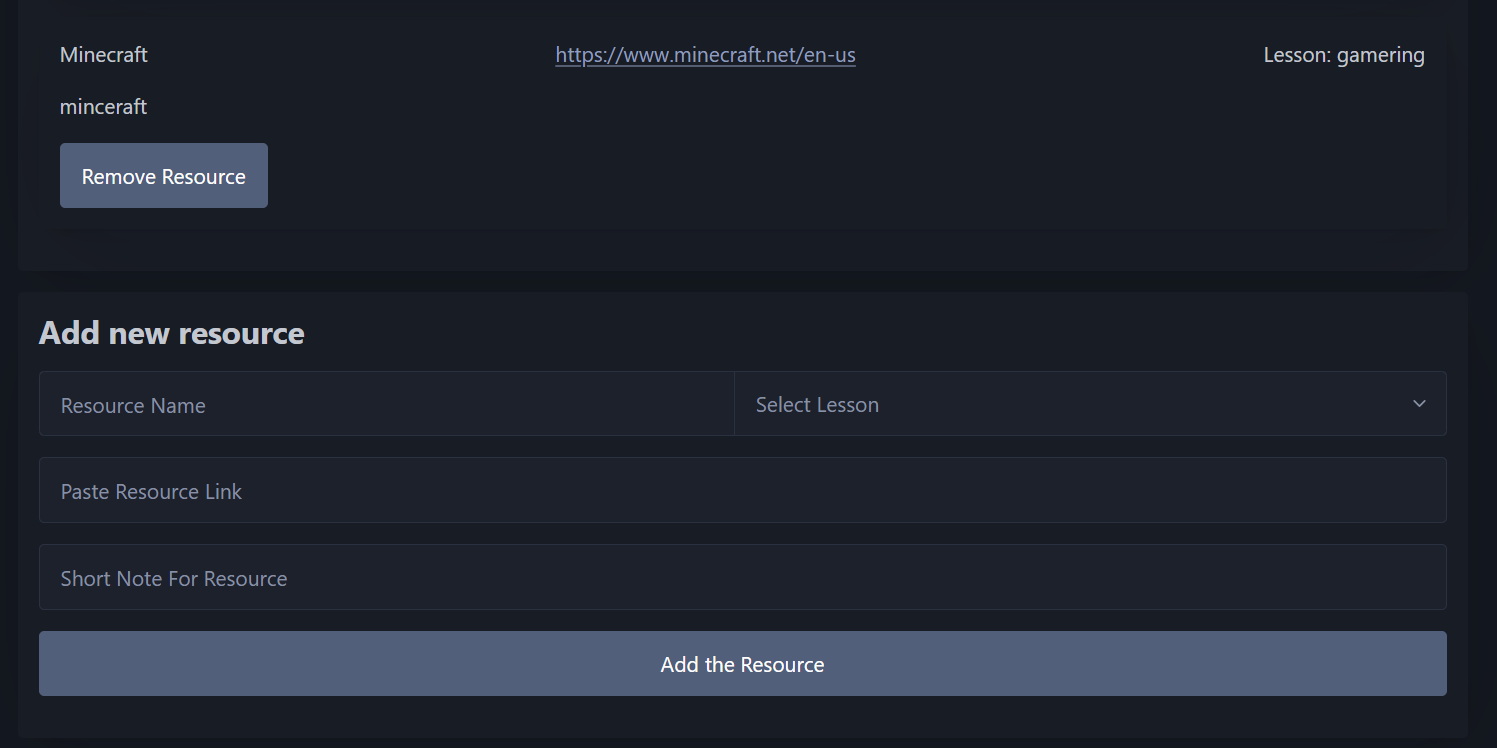 Minecraft https://www.minecraft.net/en-us Lesson: gamering
minceraft
Remove Resource
Add new resource
Resource Name Select Lesson
Paste Resource Link
Short Note For Resource
Add the Resource